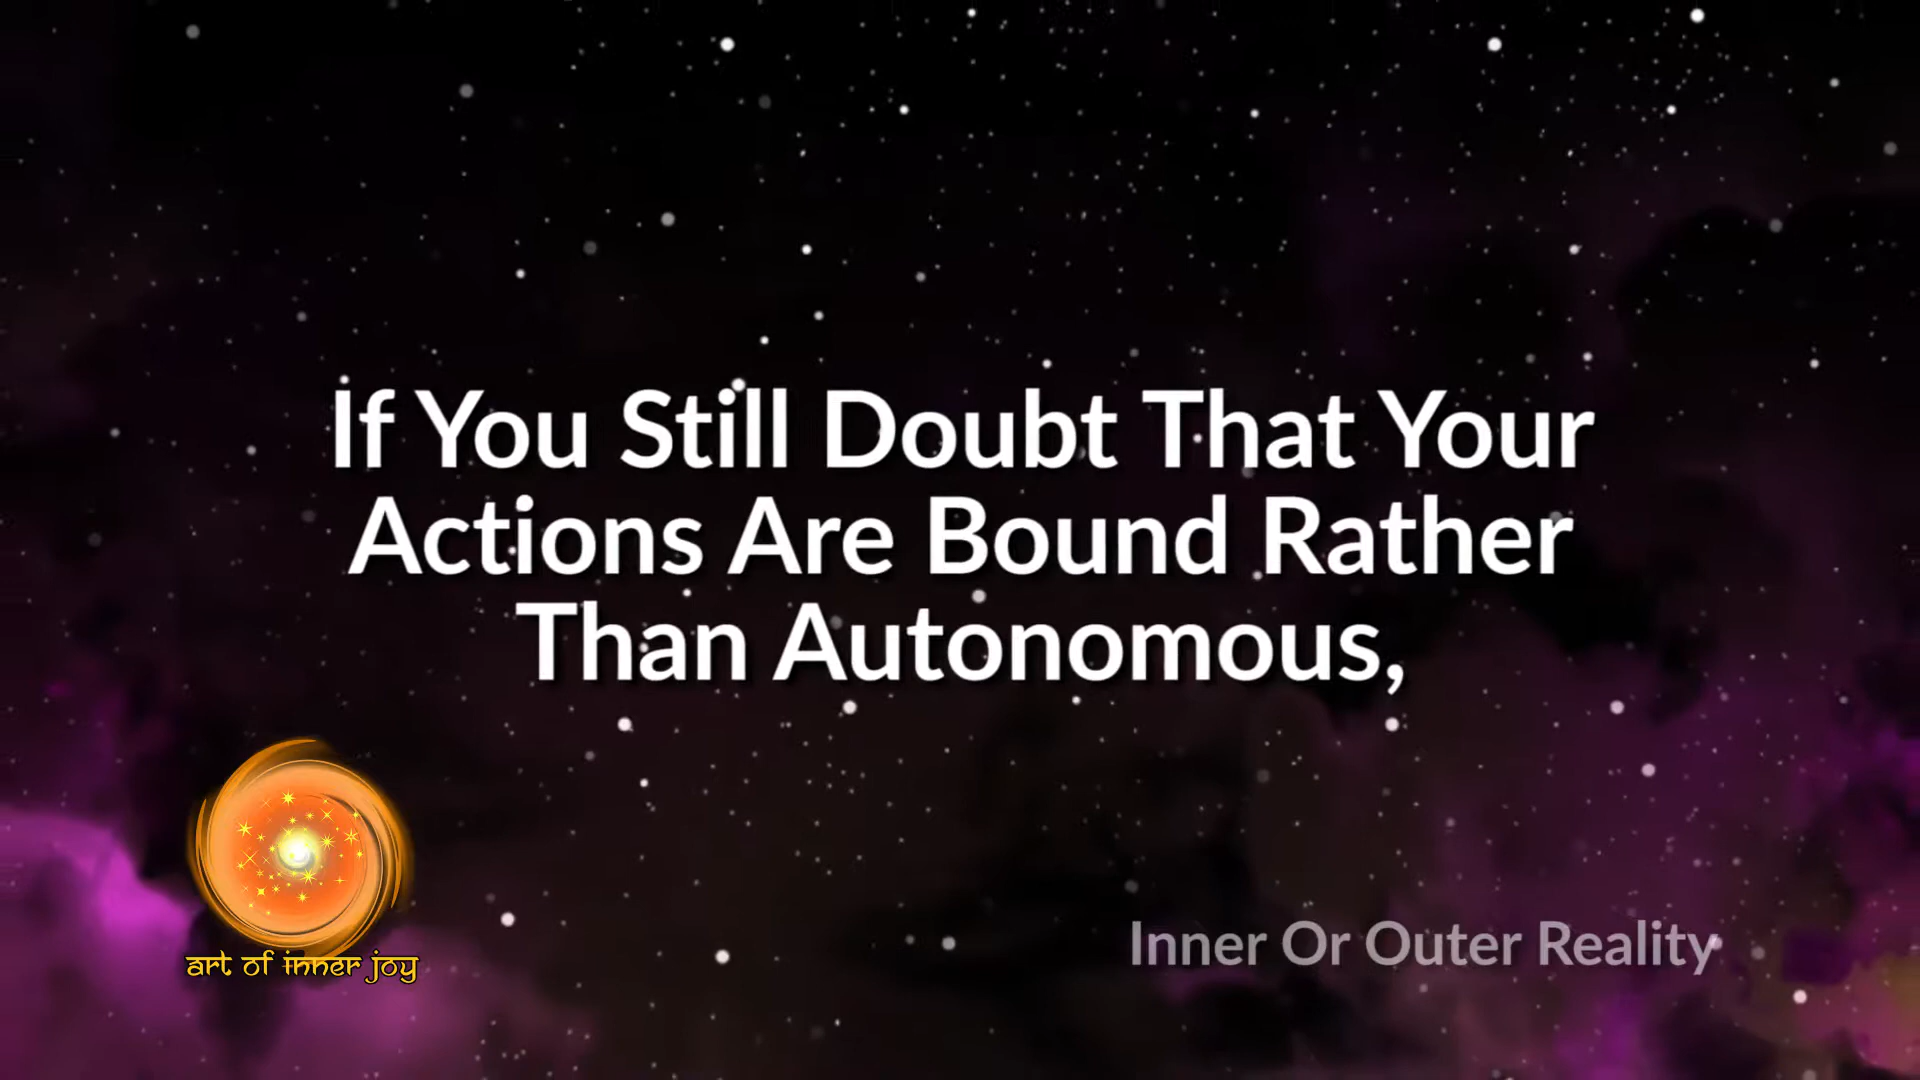 If You Still Doubt That Your
Actions Are Bound Rather
Than Autonomous,
art of inner joy
Inner Or Outer Reality